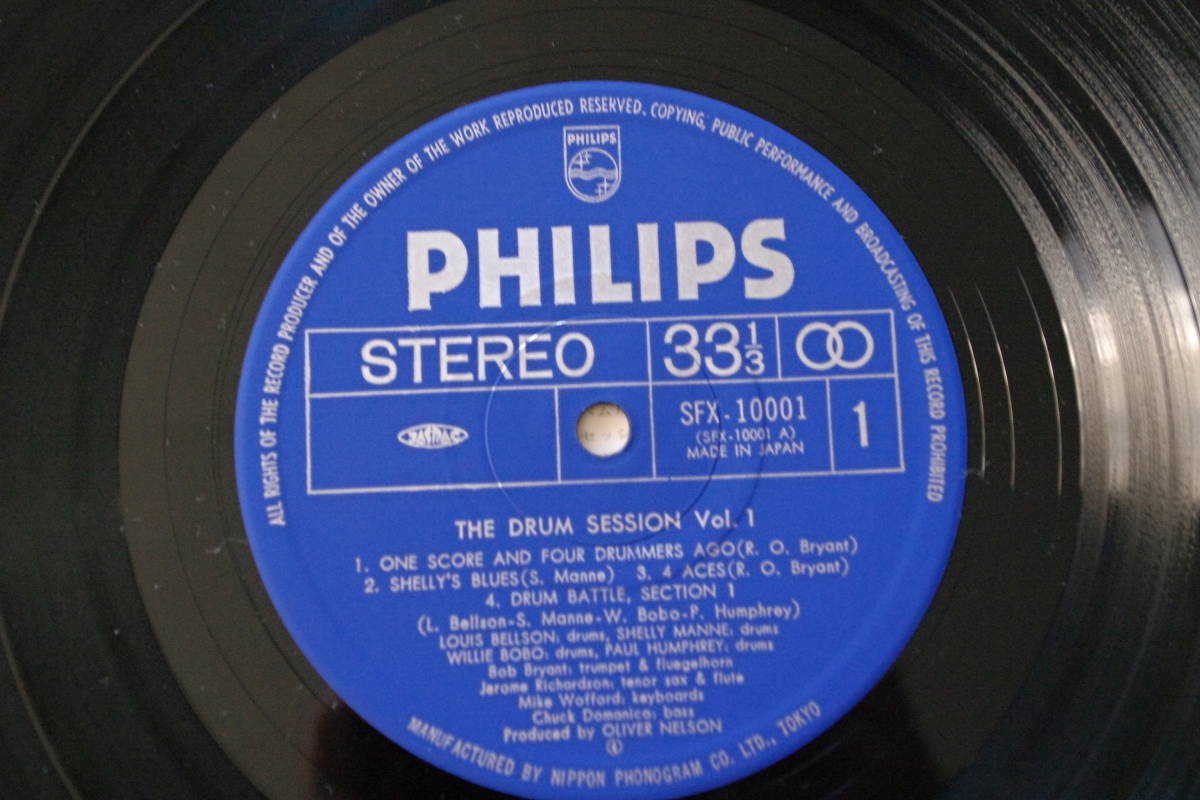 ALL RIGHTS OF THE RECORD PRODUCER AND OF THE OWNER OF THE WORK REPRODUCED RESERVED. COPYING, PUBLIC PERFORMANCE AND BROADCASTING OF THIS RECORD PROHIBITED
PHILIPS
PHILIPS
STEREO
33 1/3
JASRAC
SFX-10001
(SFX-10001 A)
MADE IN JAPAN
1
THE DRUM SESSION Vol. 1
1. ONE SCORE AND FOUR DRUMMERS AGO(R. O. Bryant)
2. SHELLY'S BLUES(S. Manne) 3. 4 ACES(R. O. Bryant)
4. DRUM BATTLE, SECTION 1
(L. Bellson-S. Manne-W. Bobo-P. Humphrey)
LOUIS BELLSON: drums, SHELLY MANNE: drums
WILLIE BOBO: drums, PAUL HUMPHREY: drums
Bob Bryant: trumpet & fluegelhorn
Jerome Richardson: tenor sax & flute
Mike Wofford: keyboards
Chuck Domanico: bass
Produced by OLIVER NELSON
MANUFACTURED BY NIPPON PHONOGRAM CO. LTD., TOKYO